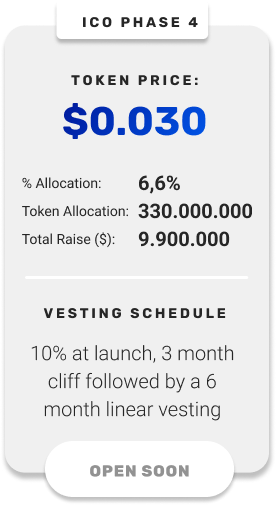 ICO PHASE 4
TOKEN PRICE:
$0.030
% Allocation: 6,6%
Token Allocation: 330.000.000
Total Raise ($): 9.900.000
VESTING SCHEDULE
10% at launch, 3 month
cliff followed by a 6
month linear vesting
OPEN SOON